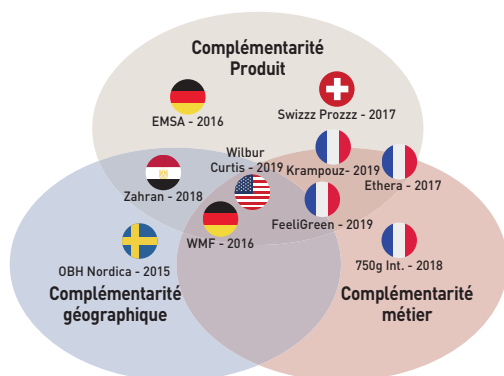 Complémentarité
Produit
EMSA - 2016
Swizzz Prozzz - 2017
Wilbur
Curtis - 2019
Krampouz- 2019
Ethera - 2017
Zahran - 2018
FeeliGreen - 2019
WMF - 2016
OBH Nordica - 2015
750g Int. - 2018
Complémentarité
géographique
Complémentarité
métier